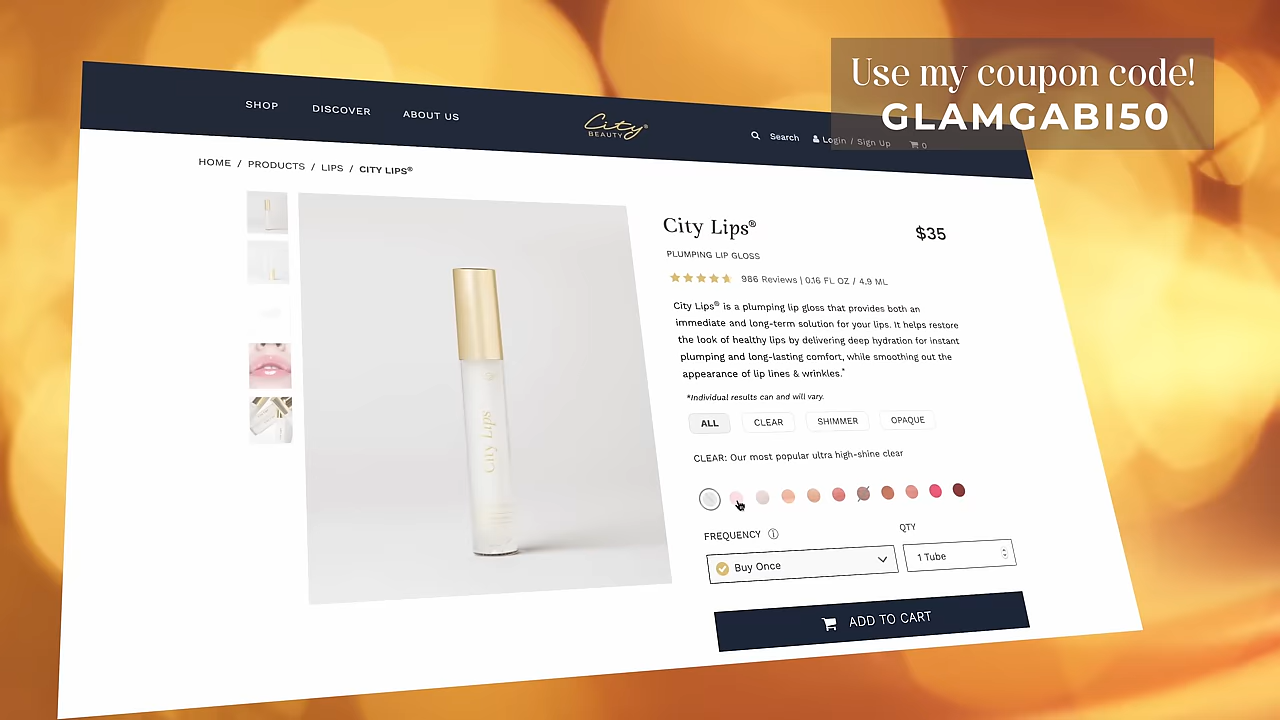 Use my coupon code!
GLAMGABI50
SHOP
DISCOVER
ABOUT US
City®
BEAUTY
Search
Login / Sign Up
0
HOME / PRODUCTS / LIPS / CITY LIPS®
City Lips®
$35
PLUMPING LIP GLOSS
986 Reviews | 0.16 FL OZ / 4.9 ML
City Lips® is a plumping lip gloss that provides both an
immediate and long-term solution for your lips. It helps restore
the look of healthy lips by delivering deep hydration for instant
plumping and long-lasting comfort, while smoothing out the
appearance of lip lines & wrinkles.*
*Individual results can and will vary.
ALL
CLEAR
SHIMMER
OPAQUE
CLEAR: Our most popular ultra high-shine clear
FREQUENCY
QTY
Buy Once
1 Tube
ADD TO CART
City Lips